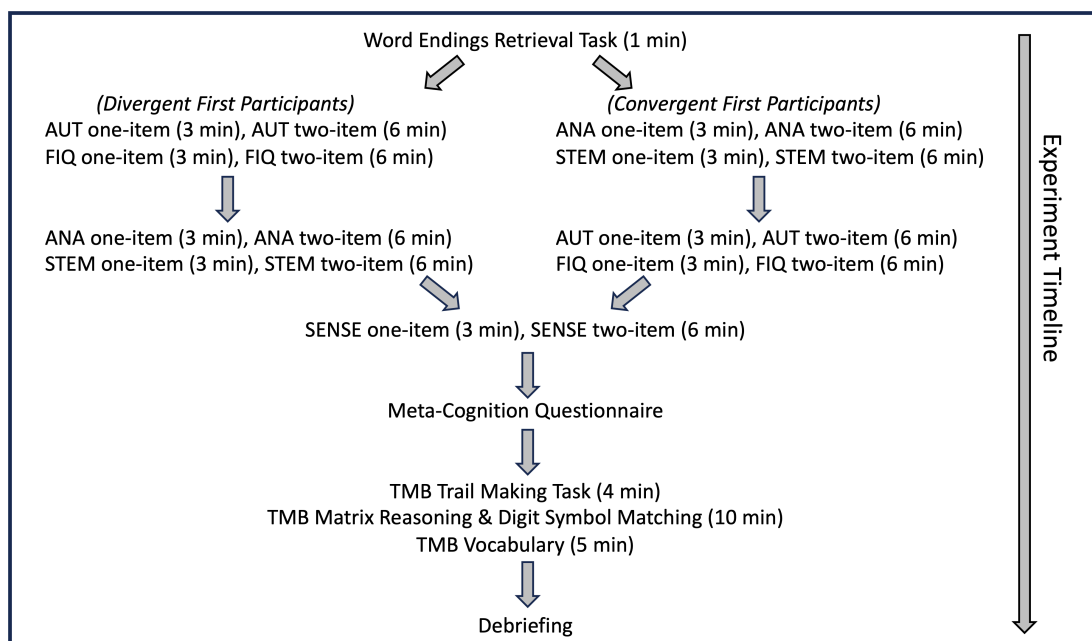 Word Endings Retrieval Task (1 min)
(Divergent First Participants)
AUT one-item (3 min), AUT two-item (6 min)
FIQ one-item (3 min), FIQ two-item (6 min)
(Convergent First Participants)
ANA one-item (3 min), ANA two-item (6 min)
STEM one-item (3 min), STEM two-item (6 min)
ANA one-item (3 min), ANA two-item (6 min)
STEM one-item (3 min), STEM two-item (6 min)
AUT one-item (3 min), AUT two-item (6 min)
FIQ one-item (3 min), FIQ two-item (6 min)
SENSE one-item (3 min), SENSE two-item (6 min)
Meta-Cognition Questionnaire
TMB Trail Making Task (4 min)
TMB Matrix Reasoning & Digit Symbol Matching (10 min)
TMB Vocabulary (5 min)
Debriefing
Experiment Timeline